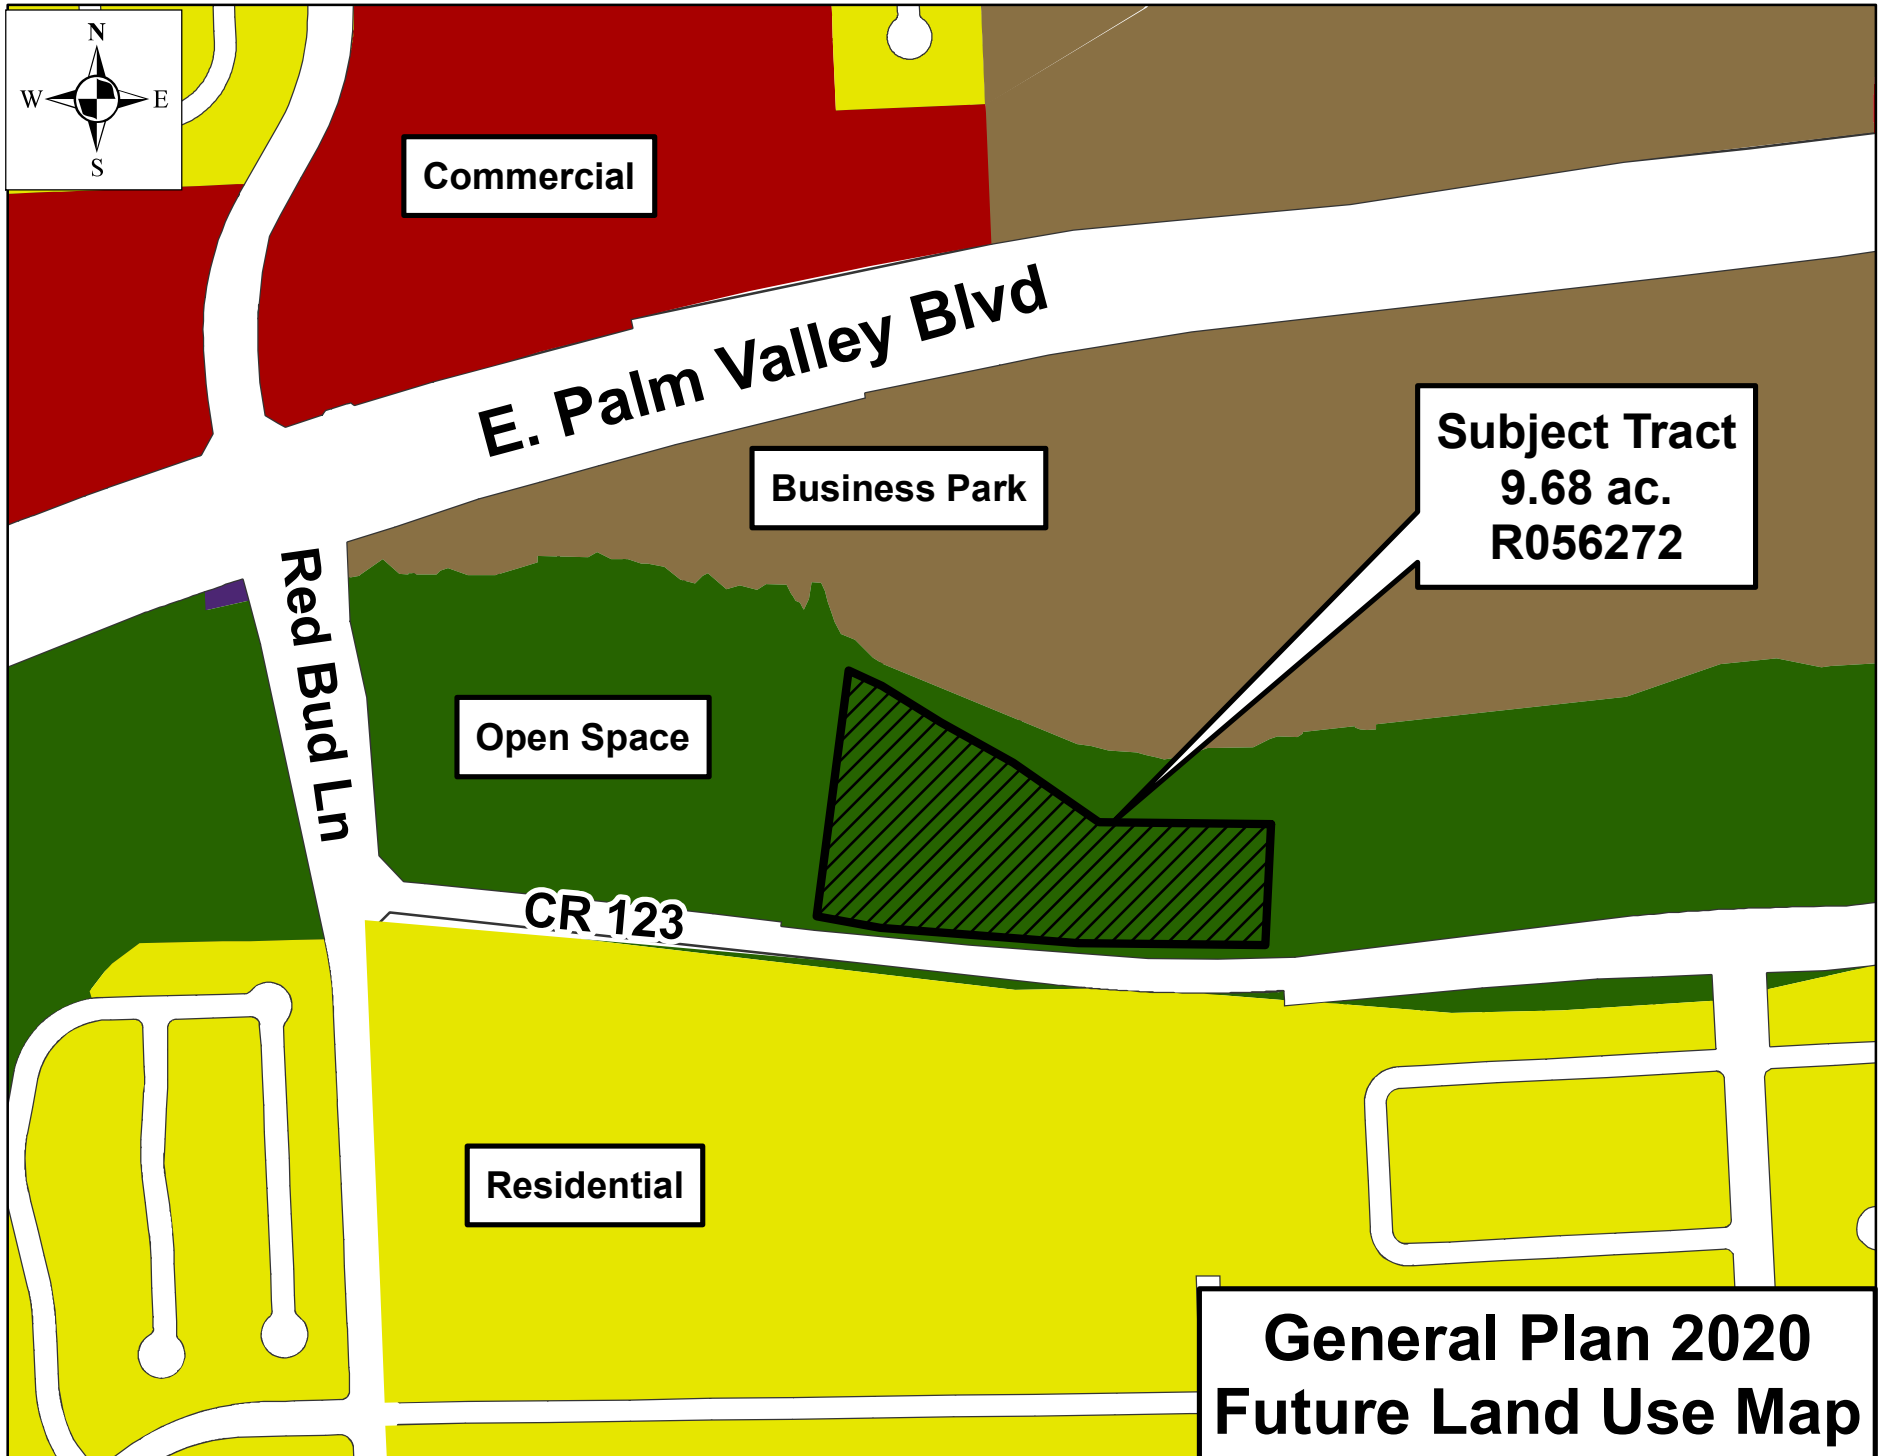 N
W E
S
Commercial
E. Palm Valley Blvd
Subject Tract
9.68 ac.
R056272
Business Park
Red Bud Ln
Open Space
CR 123
Residential
General Plan 2020
Future Land Use Map